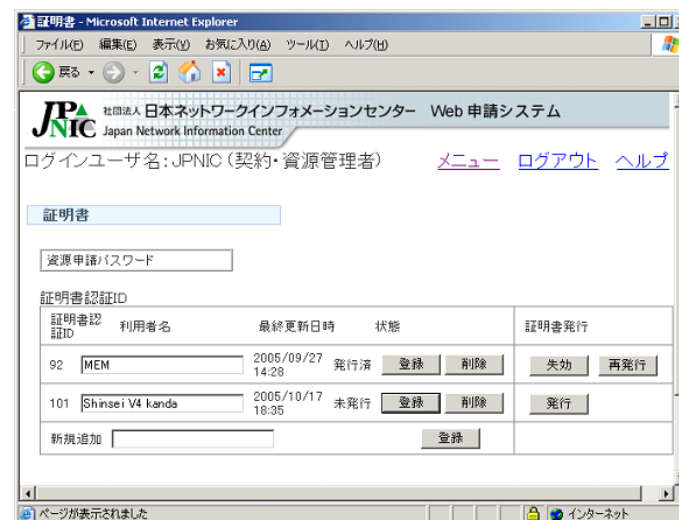 証明書 - Microsoft Internet Explorer
ファイル(F) 編集(E) 表示(V) お気に入り(A) ツール(T) ヘルプ(H)
戻る
JPNIC 社団法人 日本ネットワークインフォメーションセンター Web 申請システム
Japan Network Information Center
ログインユーザ名:JPNIC(契約・資源管理者) メニュー ログアウト ヘルプ
証明書
資源申請パスワード
証明書認証ID
証明書認証ID 利用者名 最終更新日時 状態 証明書発行
92 MEM 2005/09/27 14:28 発行済 登録 削除 失効 再発行
101 Shinsei V4 kanda 2005/10/17 18:35 未発行 登録 削除 発行
新規追加 登録
ページが表示されました インターネット